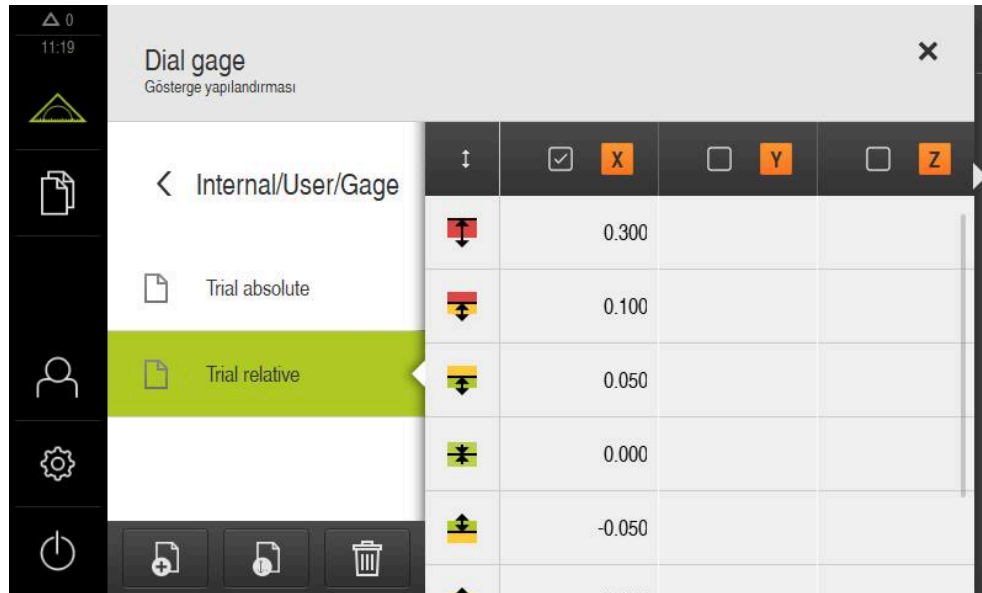 0
11:19
Dial gage
Gösterge yapılandırması
Internal/User/Gage
Trial absolute
Trial relative
X Y Z
0.300
0.100
0.050
0.000
-0.050